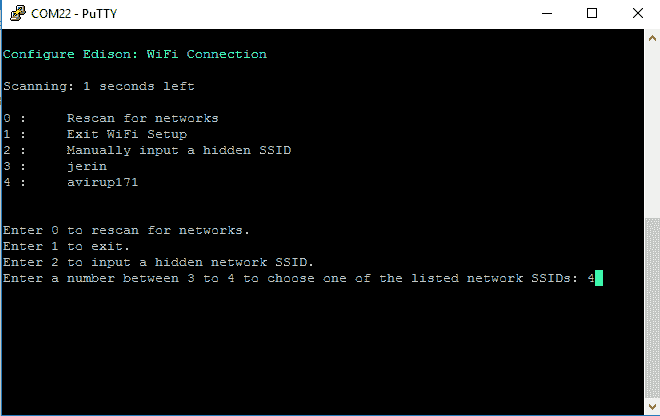 COM22 - PuTTY
Configure Edison: WiFi Connection
Scanning: 1 seconds left
0 :     Rescan for networks
1 :     Exit WiFi Setup
2 :     Manually input a hidden SSID
3 :     jerin
4 :     avirup171
Enter 0 to rescan for networks.
Enter 1 to exit.
Enter 2 to input a hidden network SSID.
Enter a number between 3 to 4 to choose one of the listed network SSIDs: 4